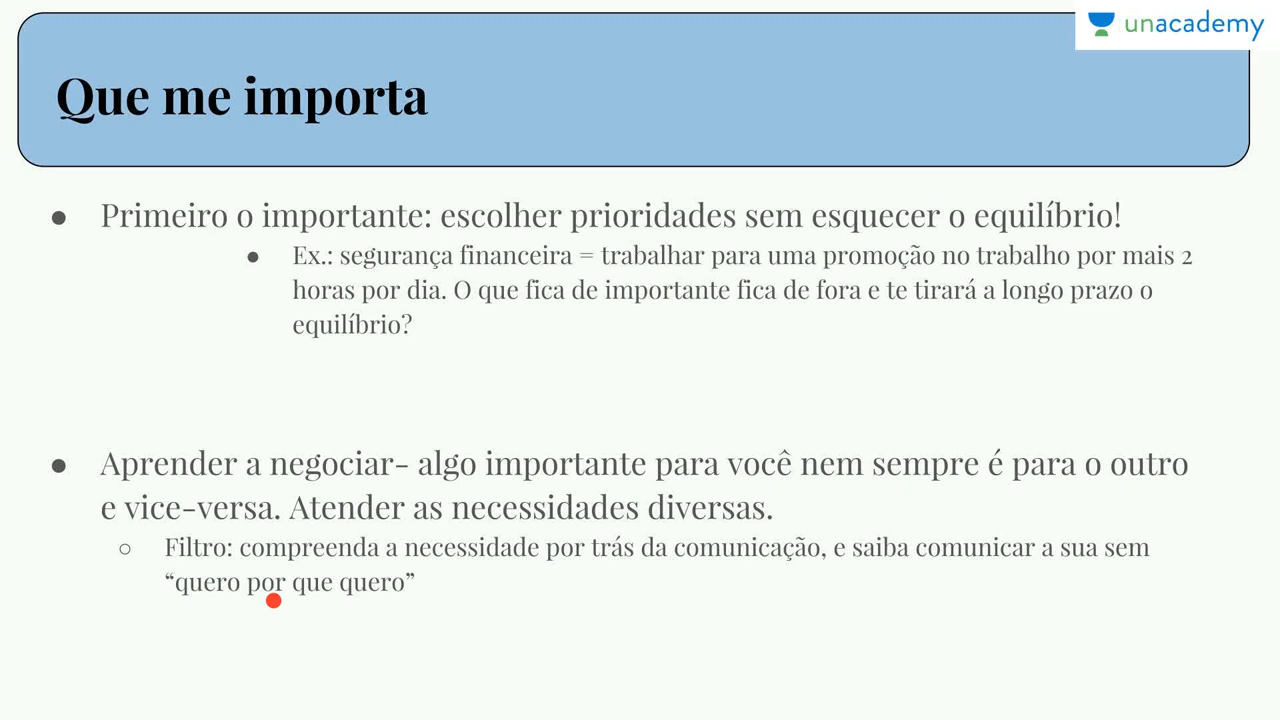 unacademy
Que me importa
● Primeiro o importante: escolher prioridades sem esquecer o equilíbrio!
● Ex.: segurança financeira = trabalhar para uma promoção no trabalho por mais 2
horas por dia. O que fica de importante fica de fora e te tirará a longo prazo o
equilíbrio?
● Aprender a negociar- algo importante para você nem sempre é para o outro
e vice-versa. Atender as necessidades diversas.
○ Filtro: compreenda a necessidade por trás da comunicação, e saiba comunicar a sua sem
“quero por que quero”